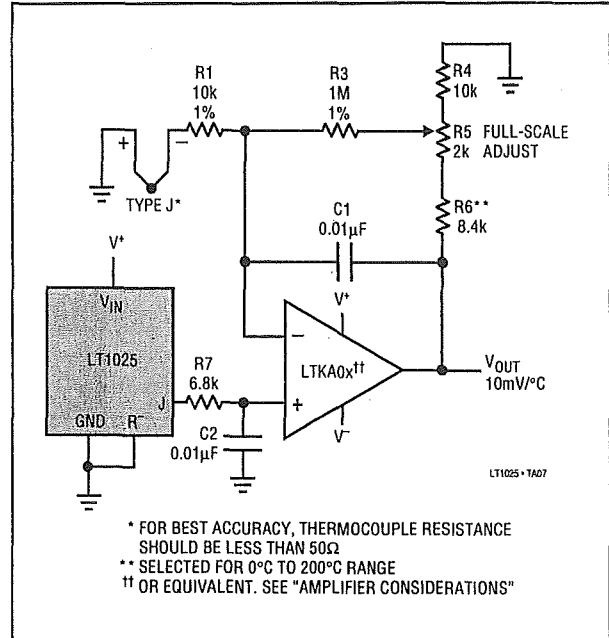 R1
10k
1%
R3
1M
1%
R4
10k
R5 FULL-SCALE
2k ADJUST
+
−
TYPE J*
R6**
8.4k
C1
0.01µF
V+
VIN
LT1025
J
GND R−
R7
6.8k
C2
0.01µF
V+
−
LTKA0x††
+
V−
VOUT
10mV/°C
LT1025 • TA07
* FOR BEST ACCURACY, THERMOCOUPLE RESISTANCE
SHOULD BE LESS THAN 50Ω
** SELECTED FOR 0°C TO 200°C RANGE
†† OR EQUIVALENT. SEE "AMPLIFIER CONSIDERATIONS"